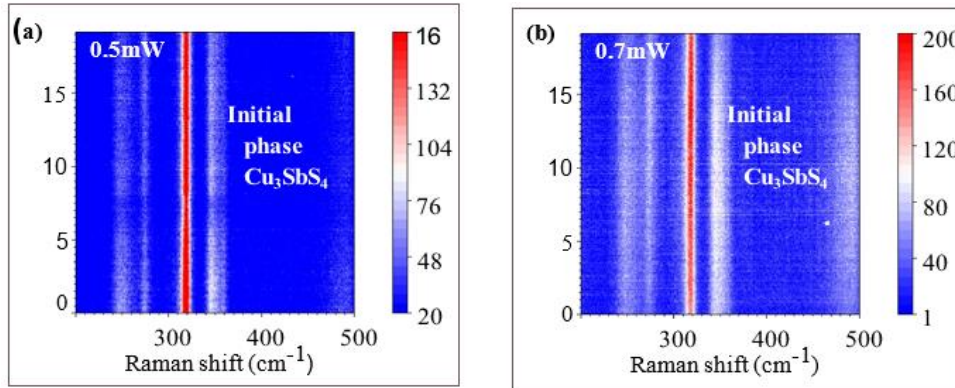 (a)
0.5mW
Initial
phase
Cu₃SbS₄
15
10
5
0
300
400
500
Raman shift (cm⁻¹)
16
132
104
76
48
20
(b)
0.7mW
Initial
phase
Cu₃SbS₄
15
10
5
0
300
400
500
Raman shift (cm⁻¹)
200
160
120
80
40
1